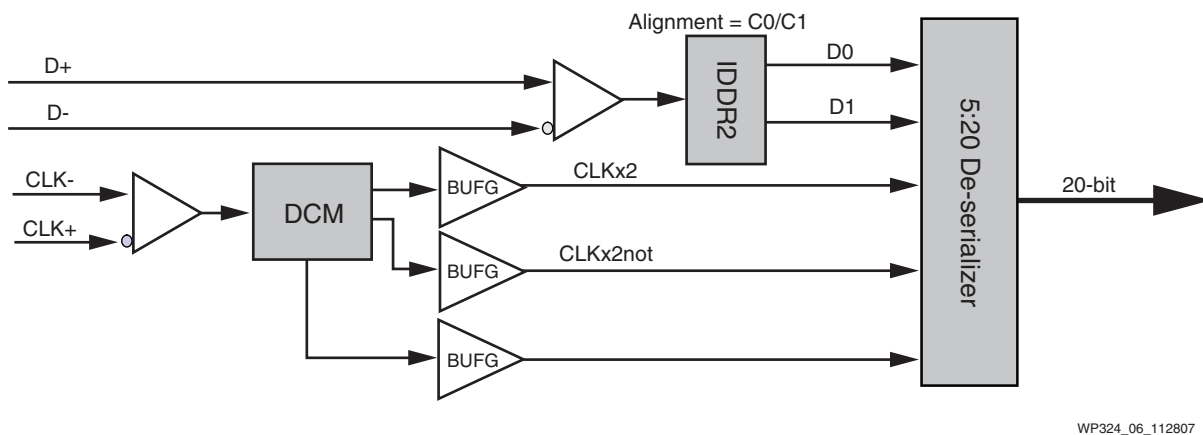 Alignment = C0/C1
D+
D-
IDDR2
D0
D1
CLK-
CLK+
DCM
BUFG
CLKx2
BUFG
CLKx2not
BUFG
5:20 De-serializer
20-bit
WP324_06_112807